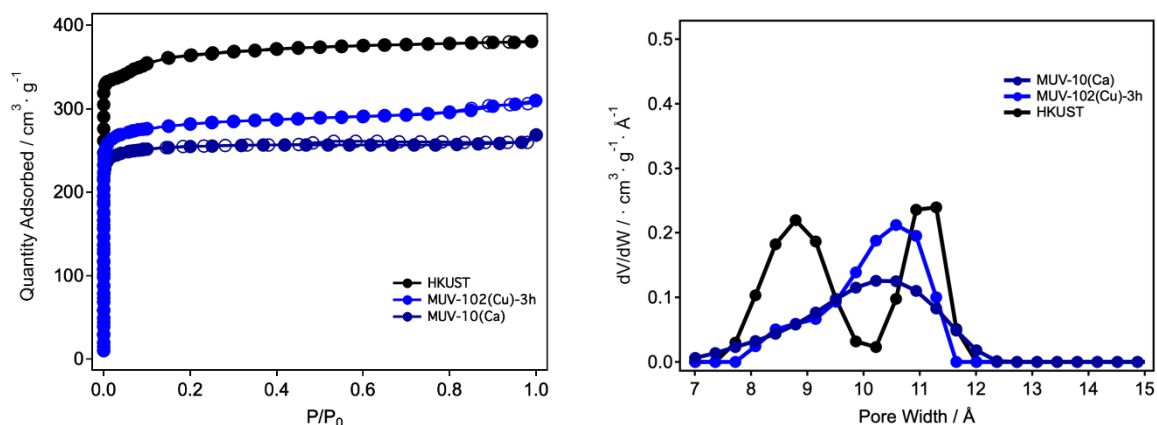 Quantity Adsorbed / cm³· g⁻¹
400
300
200
100
0
HKUST
MUV-102(Cu)-3h
MUV-10(Ca)
0.0
0.2
0.4
0.6
0.8
1.0
P/P₀
dV/dW / · cm³· g⁻¹· Å⁻¹
0.5
0.4
0.3
0.2
0.1
0.0
MUV-10(Ca)
MUV-102(Cu)-3h
HKUST
7
8
9
10
11
12
13
14
15
Pore Width / Å